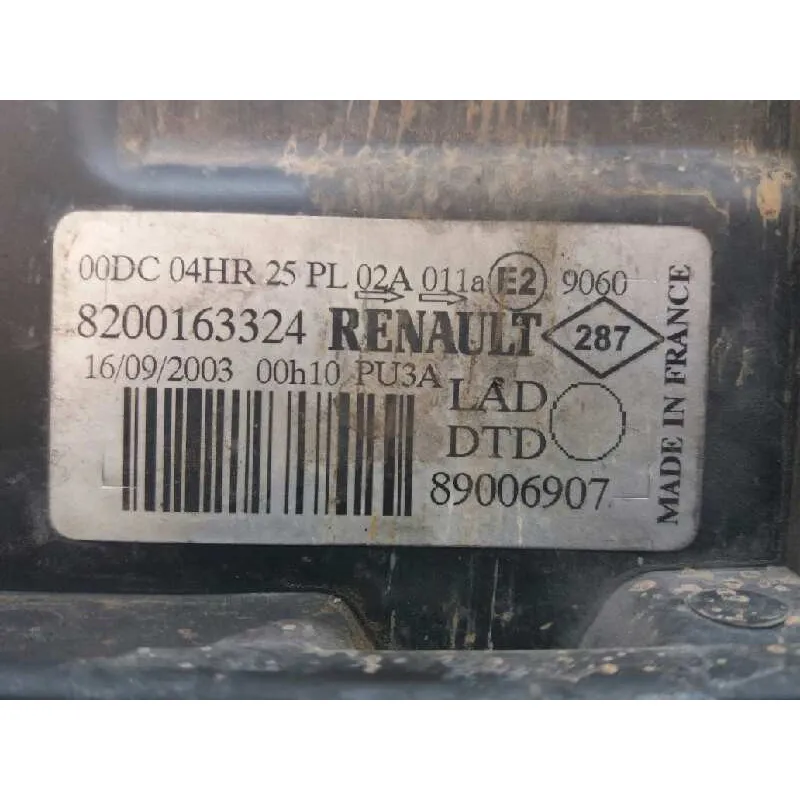 00DC 04HR 25 PL 02A 011a E2 9060
8200163324 RENAULT 287
16/09/2003 00h10 PU3A
LAD
DTD
89006907
MADE IN FRANCE